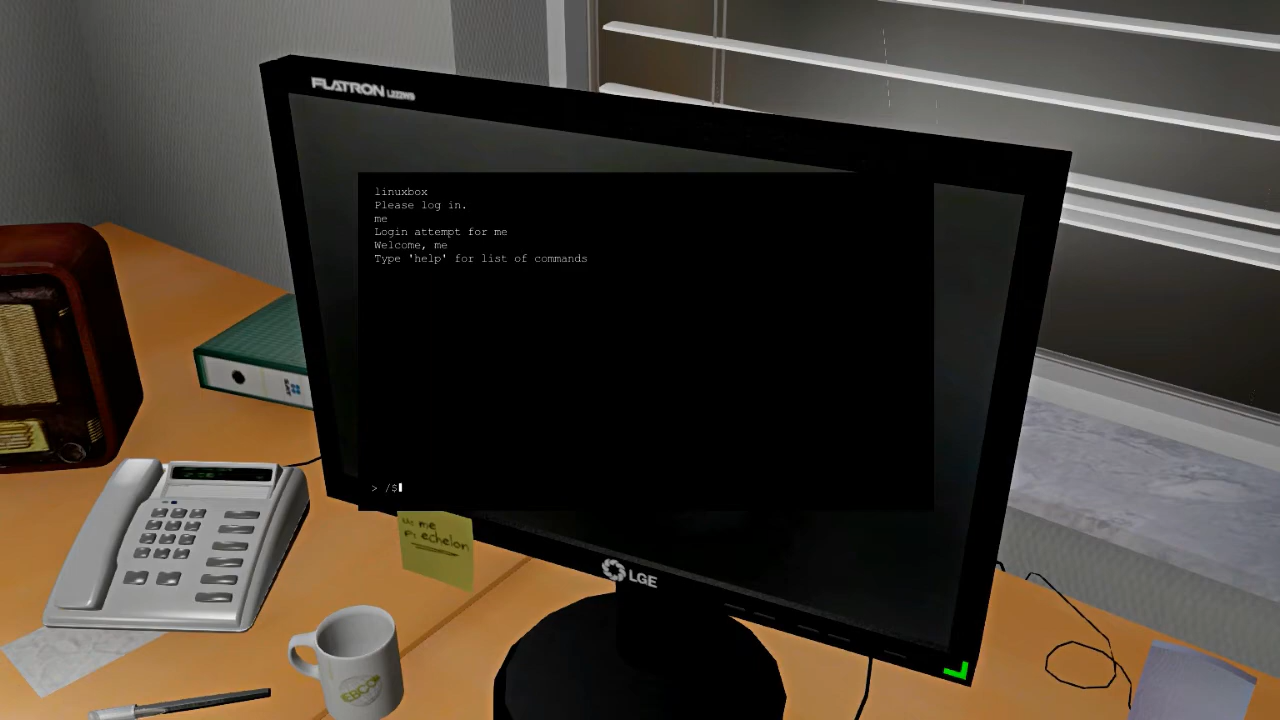 FLATRON L222WS
linuxbox
Please log in.
me
Login attempt for me
Welcome, me
Type 'help' for list of commands
> /$
U: me
P: echelon
LGE